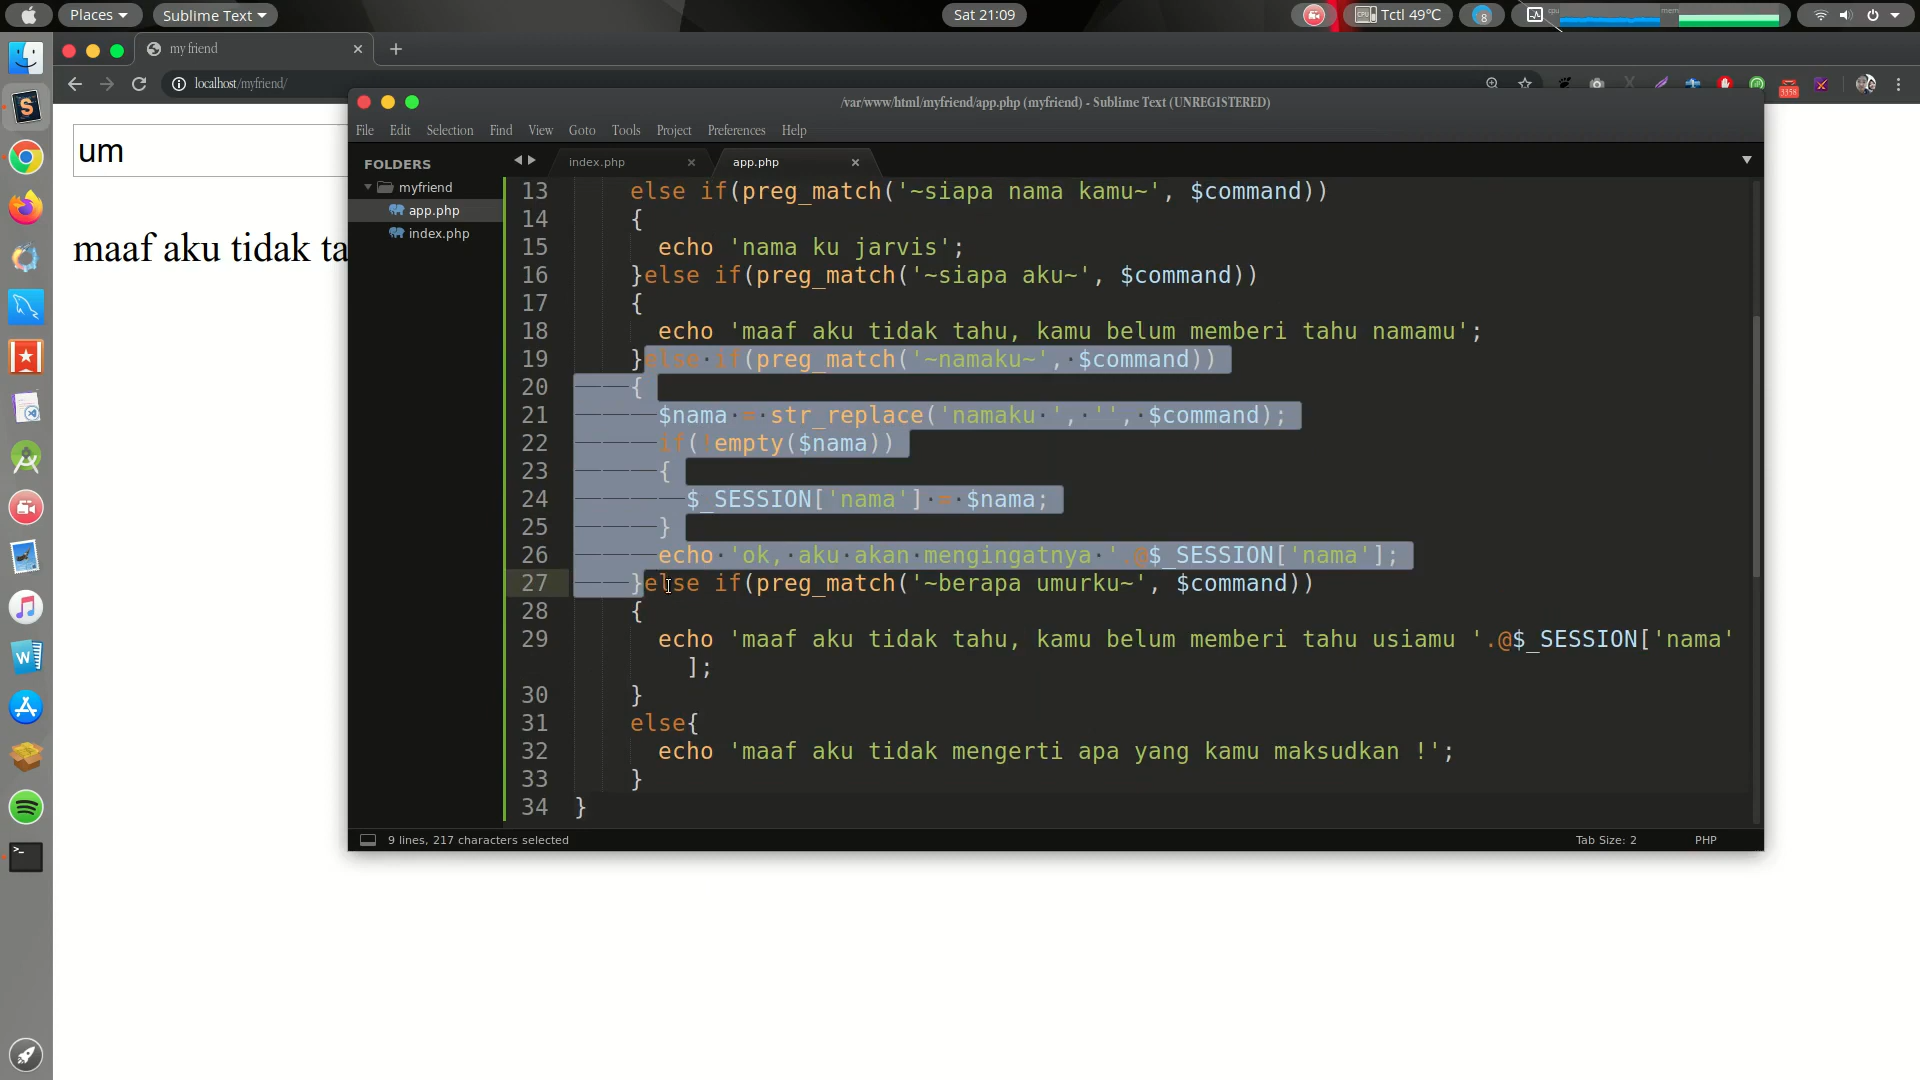 Places
Sublime Text
Sat 21:09
Tctl 49°C
8
cpu
mem
my friend
localhost/myfriend/
3358
um
maaf aku tidak ta
/var/www/html/myfriend/app.php (myfriend) - Sublime Text (UNREGISTERED)
File Edit Selection Find View Goto Tools Project Preferences Help
FOLDERS
myfriend
app.php
index.php
index.php
app.php
13 else if(preg_match('~siapa nama kamu~', $command))
14 {
15 echo 'nama ku jarvis';
16 }else if(preg_match('~siapa aku~', $command))
17 {
18 echo 'maaf aku tidak tahu, kamu belum memberi tahu namamu';
19 }else if(preg_match('~namaku~', $command))
20 {
21 $nama = str_replace('namaku ', '', $command);
22 if(!empty($nama))
23 {
24 $_SESSION['nama'] = $nama;
25 }
26 echo 'ok, aku akan mengingatnya '.@$_SESSION['nama'];
27 }else if(preg_match('~berapa umurku~', $command))
28 {
29 echo 'maaf aku tidak tahu, kamu belum memberi tahu usiamu '.@$_SESSION['nama'
];
30 }
31 else{
32 echo 'maaf aku tidak mengerti apa yang kamu maksudkan !';
33 }
34 }
9 lines, 217 characters selected
Tab Size: 2
PHP